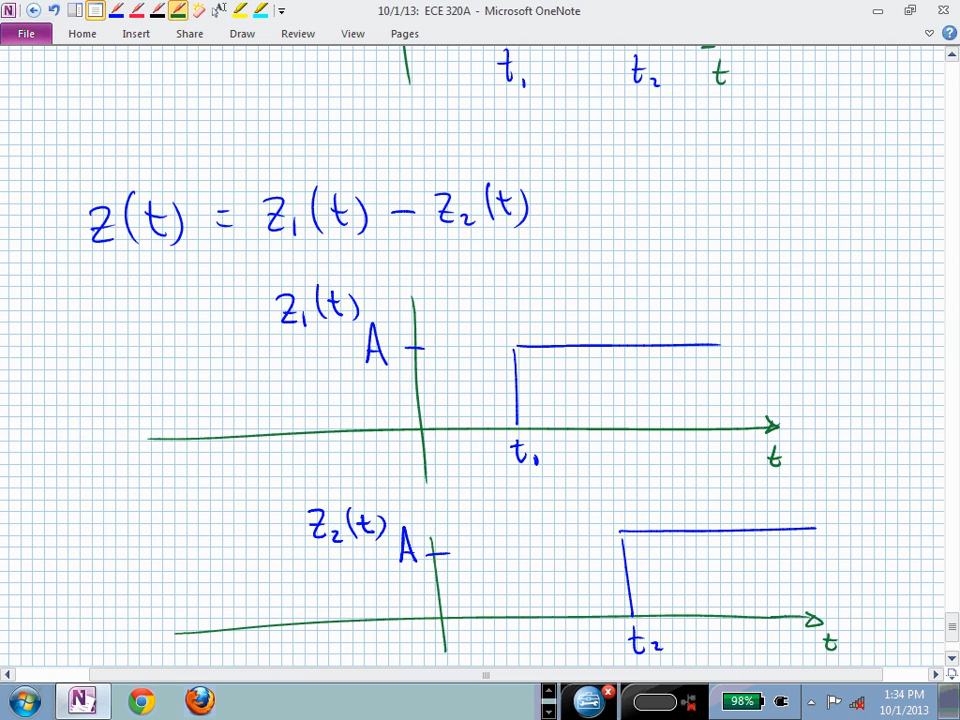 10/1/13: ECE 320A - Microsoft OneNote
File Home Insert Share Draw Review View Pages
t₁ t₂ t
Z(t) = Z₁(t) - Z₂(t)
Z₁(t)
A
t₁
t
Z₂(t) A
t₂ t
98%
1:34 PM
10/1/2013